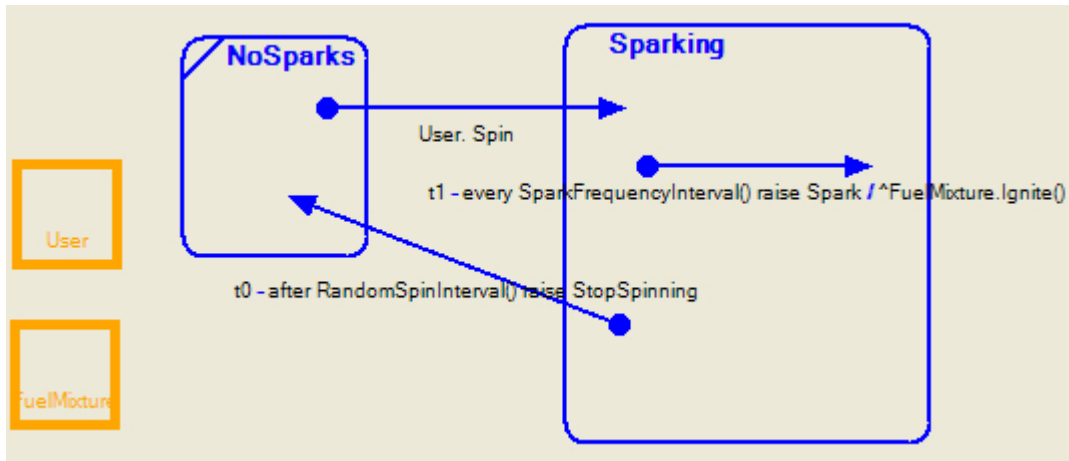 NoSparks
Sparking
User. Spin
t1 - every SparkFrequencyInterval() raise Spark / ^FuelMixture.Ignite()
User
t0 - after RandomSpinInterval() raise StopSpinning
FuelMixture